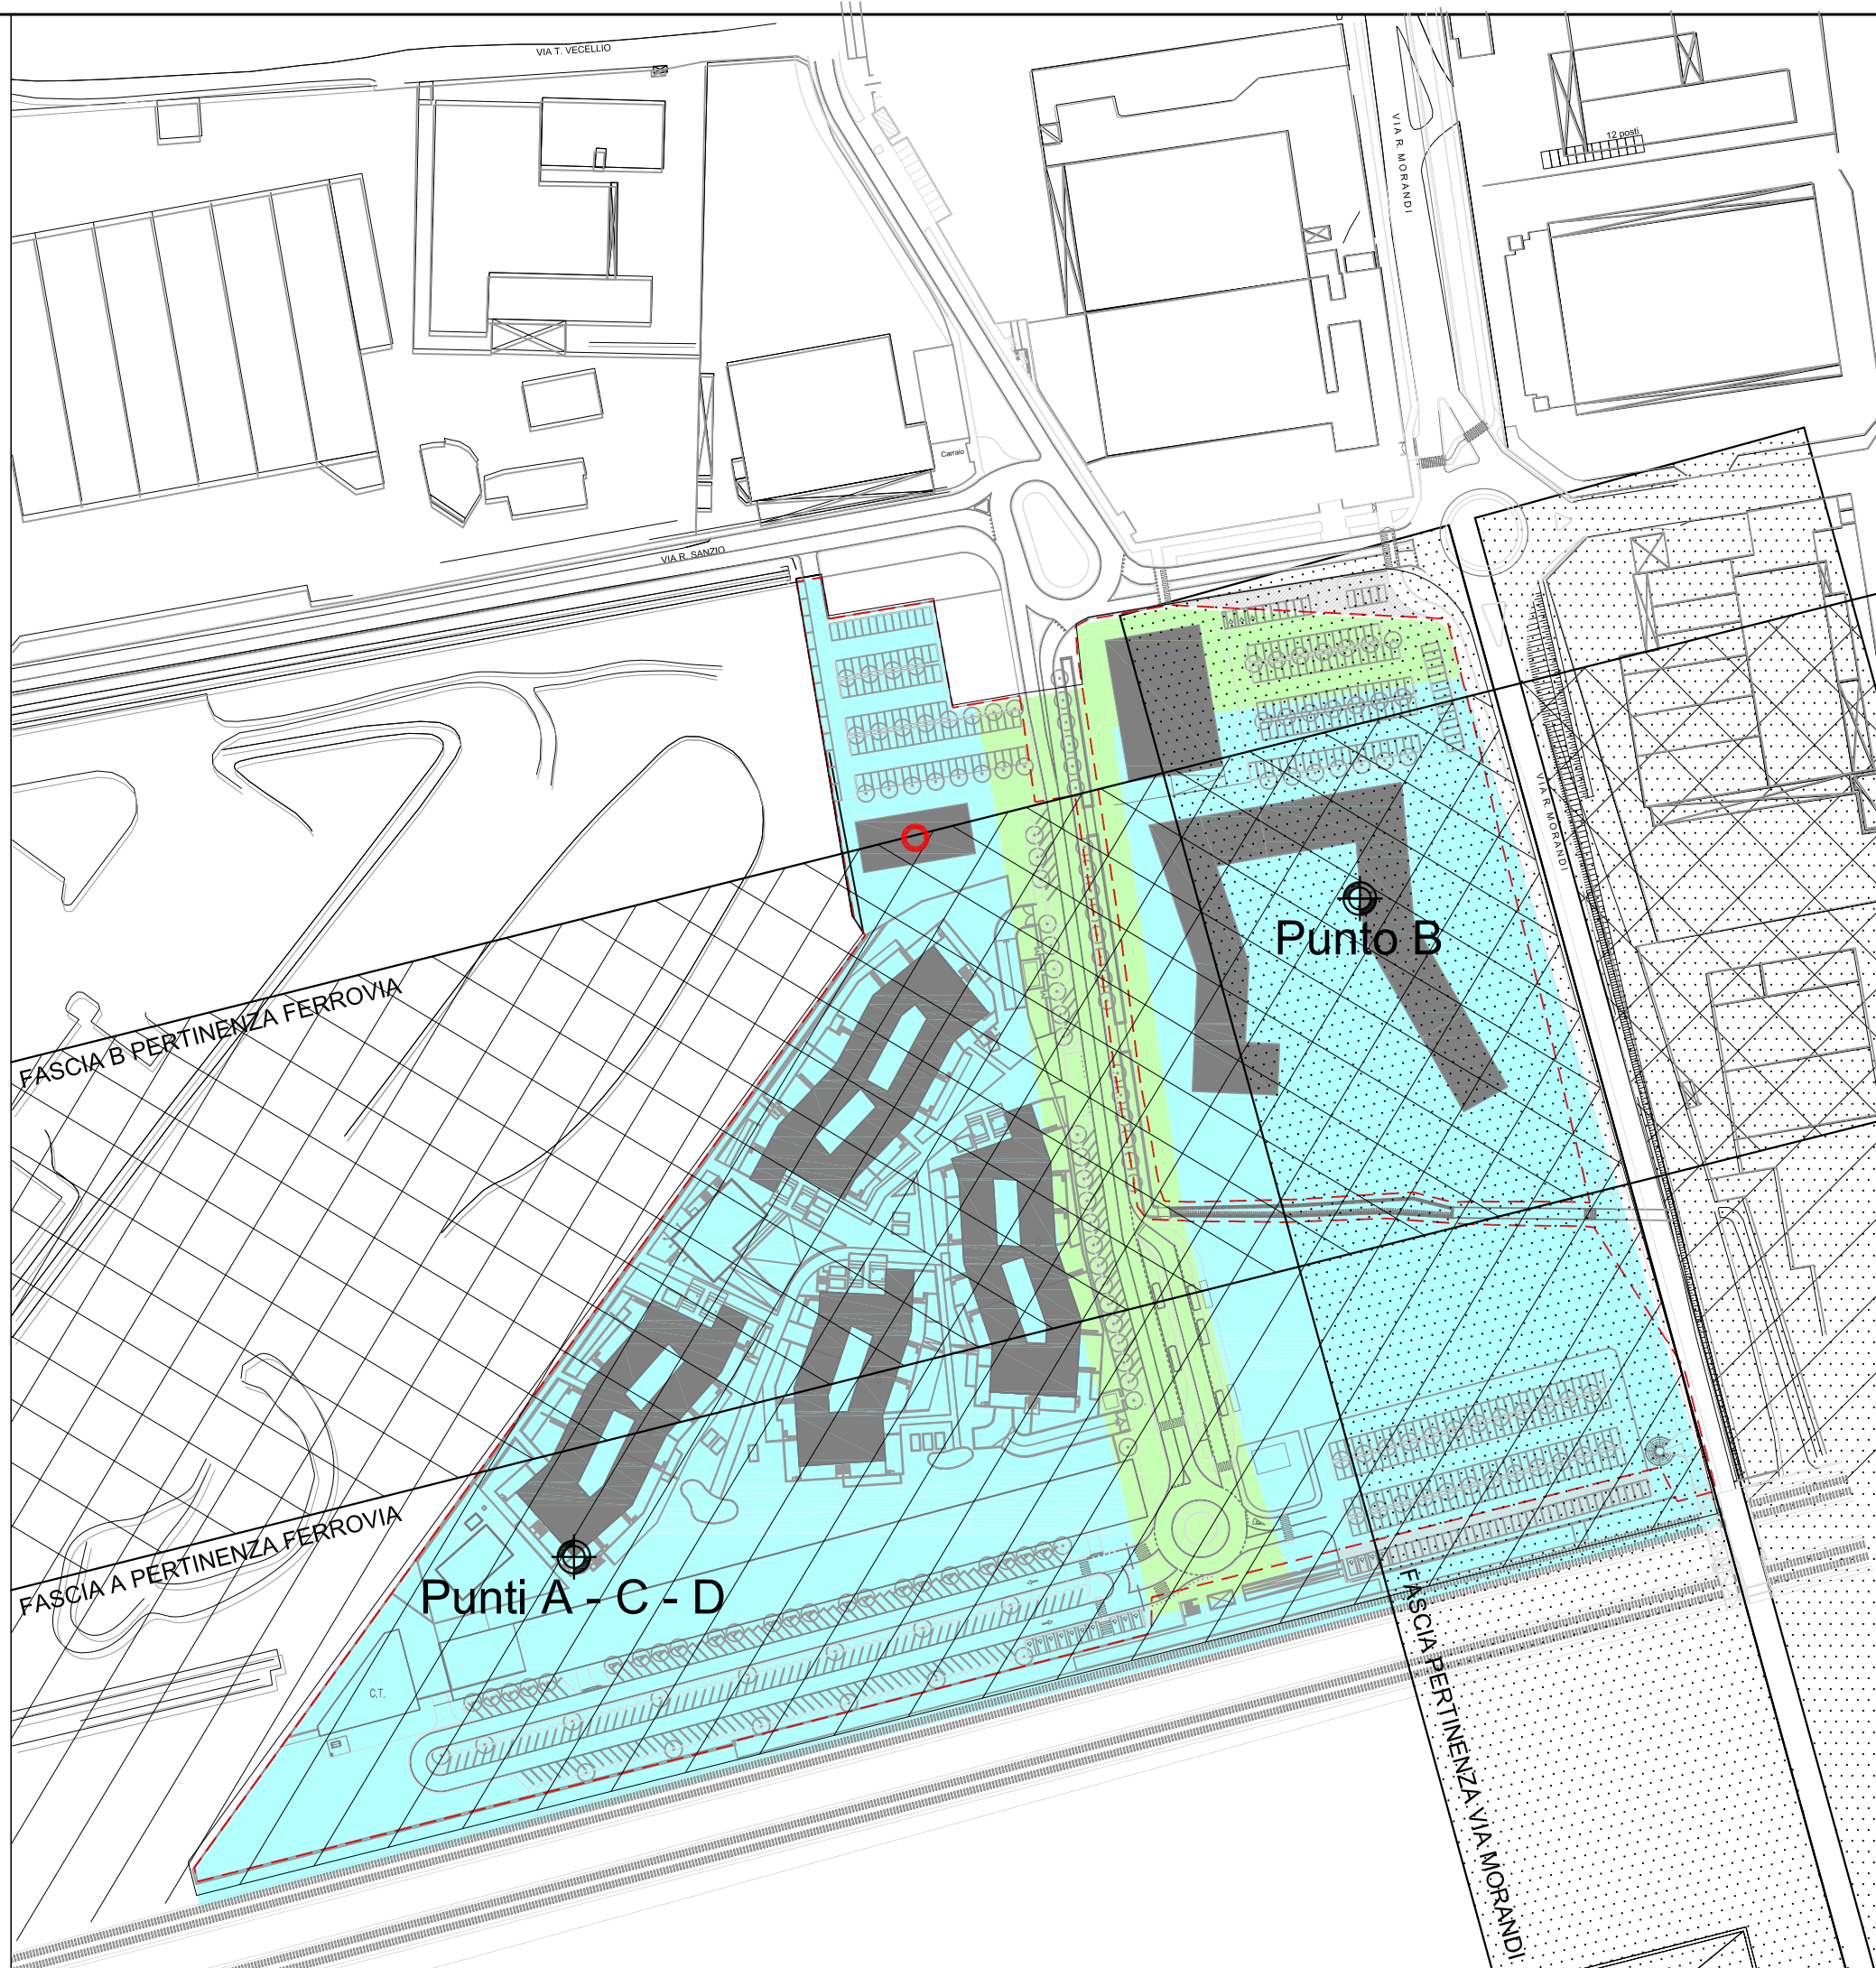 VIA T. VECELLIO
VIA R. MORANDI
12 posti
Carraio
VIA R. SANZIO
VIA R. MORANDI
Punto B
FASCIA B PERTINENZA FERROVIA
FASCIA A PERTINENZA FERROVIA
Punti A - C - D
C.T.
FASCIA PERTINENZA VIA MORANDI